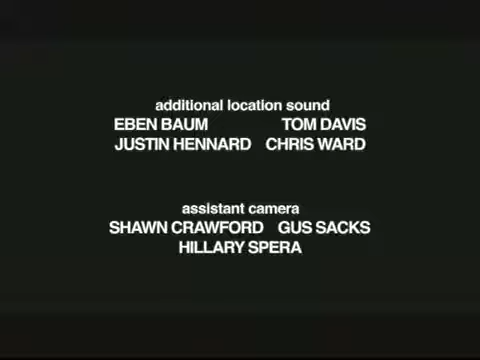 additional location sound
EBEN BAUM TOM DAVIS
JUSTIN HENNARD CHRIS WARD
assistant camera
SHAWN CRAWFORD GUS SACKS
HILLARY SPERA